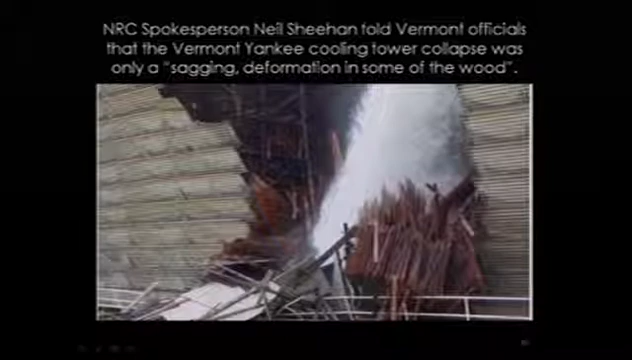 NRC Spokesperson Neil Sheehan told Vermont officials
that the Vermont Yankee cooling tower collapse was
only a "sagging, deformation in some of the wood".